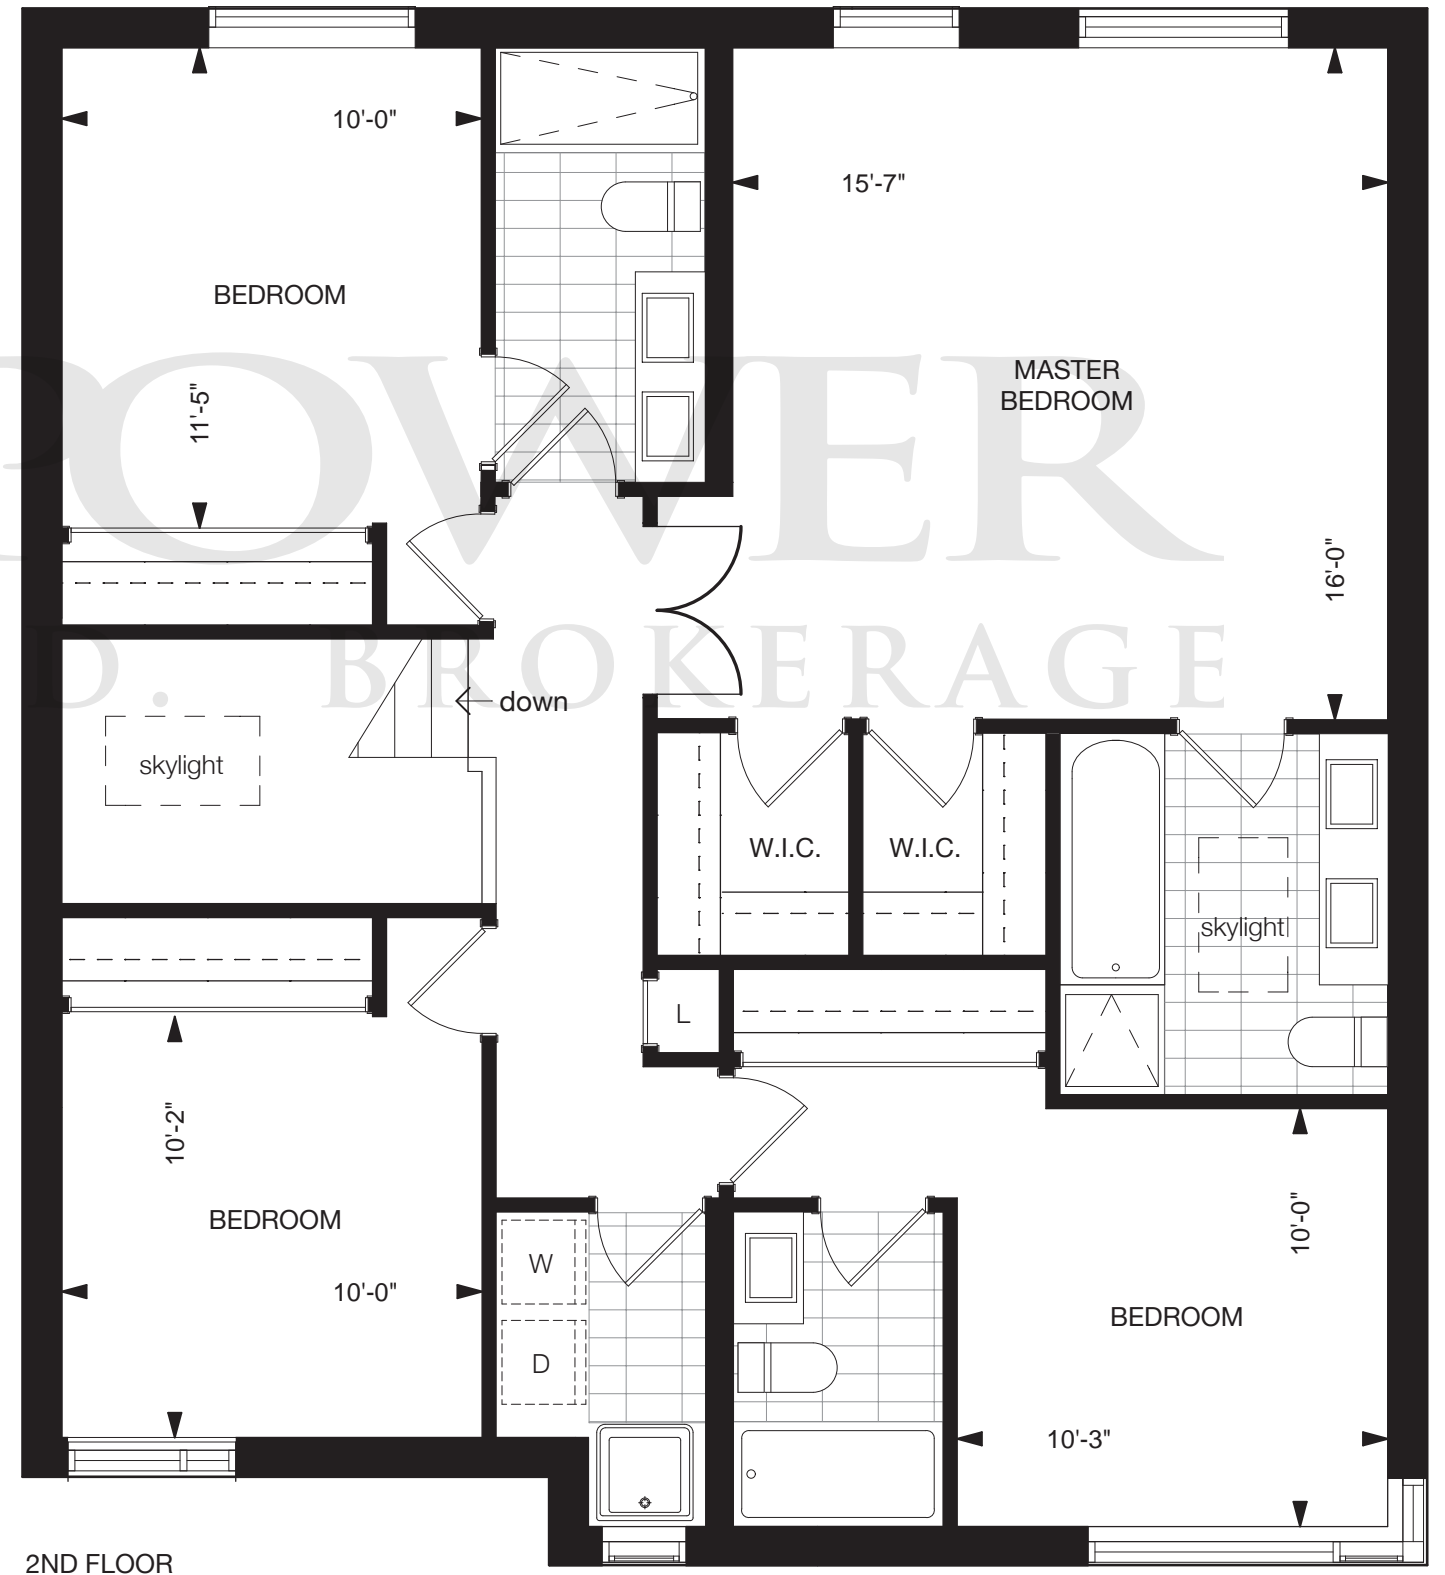 10'-0"
15'-7"
BEDROOM
MASTER
BEDROOM
11'-5"
POWER
16'-0"
D. BROKERAGE
down
skylight
W.I.C.
W.I.C.
skylight
L
10'-2"
BEDROOM
10'-0"
W
10'-0"
BEDROOM
D
10'-3"
2ND FLOOR